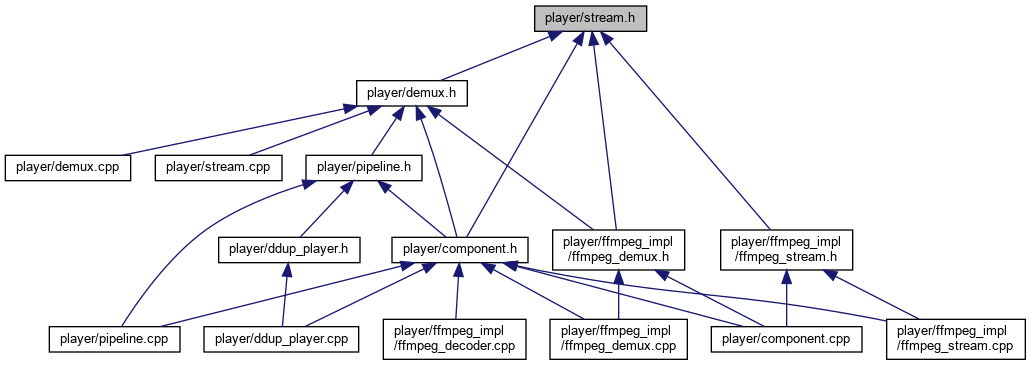 player/stream.h
player/demux.h
player/demux.cpp
player/stream.cpp
player/pipeline.h
player/ddup_player.h
player/component.h
player/ffmpeg_impl
/ffmpeg_demux.h
player/ffmpeg_impl
/ffmpeg_stream.h
player/pipeline.cpp
player/ddup_player.cpp
player/ffmpeg_impl
/ffmpeg_decoder.cpp
player/ffmpeg_impl
/ffmpeg_demux.cpp
player/component.cpp
player/ffmpeg_impl
/ffmpeg_stream.cpp